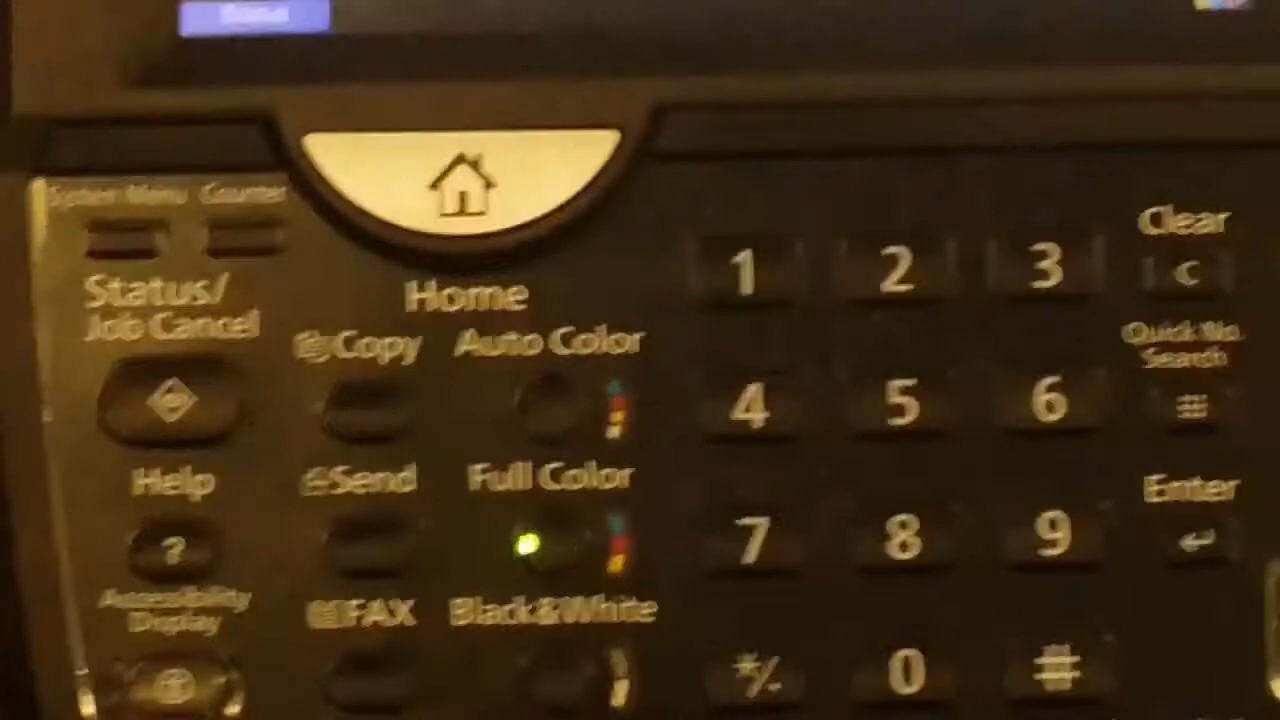 Status
System Menu Counter
Status/
Job Cancel
Home
Copy
Auto Color
Send
Full Color
Help
?
Accessibility
Display
FAX
Black&White
1 2 3
Clear
C
4 5 6
Quick No.
Search
7 8 9
Enter
*/. 0 #